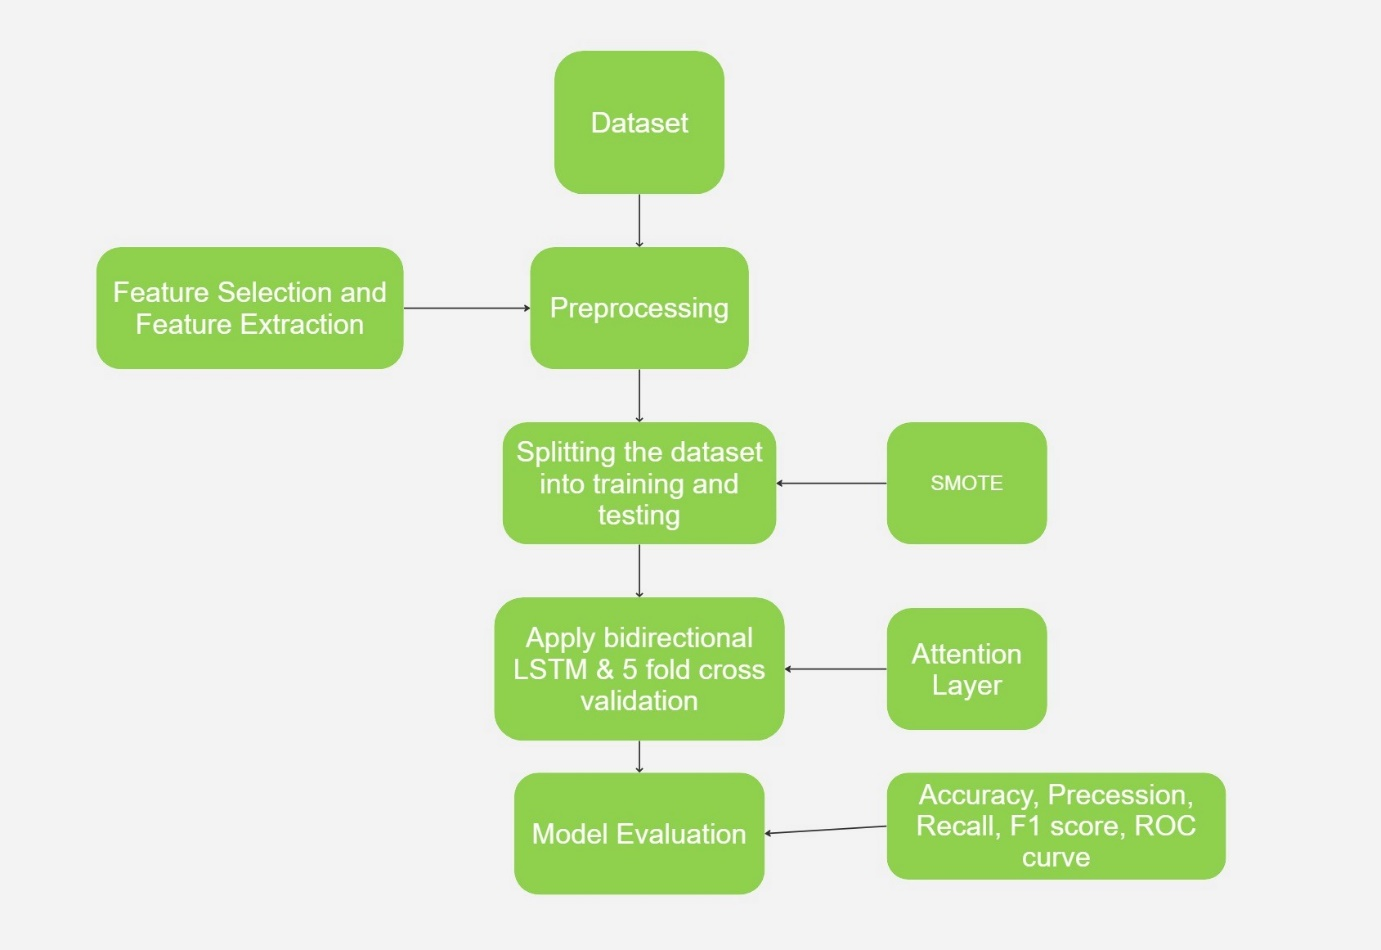 Dataset
Feature Selection and
Feature Extraction
Preprocessing
Splitting the dataset
into training and
testing
SMOTE
Apply bidirectional
LSTM & 5 fold cross
validation
Attention
Layer
Model Evaluation
Accuracy, Precession,
Recall, F1 score, ROC
curve